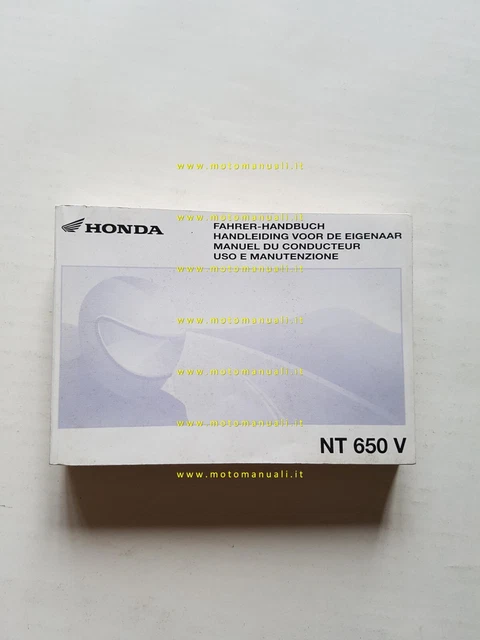 www.motomanuali.it
HONDA
FAHRER-HANDBUCH
HANDLEIDING VOOR DE EIGENAAR
MANUEL DU CONDUCTEUR
USO E MANUTENZIONE
www.motomanuali.it
www.motomanuali.it
www.motomanuali.it
www.motomanuali.it
www.motomanuali.it
NT 650 V
www.motomanuali.it